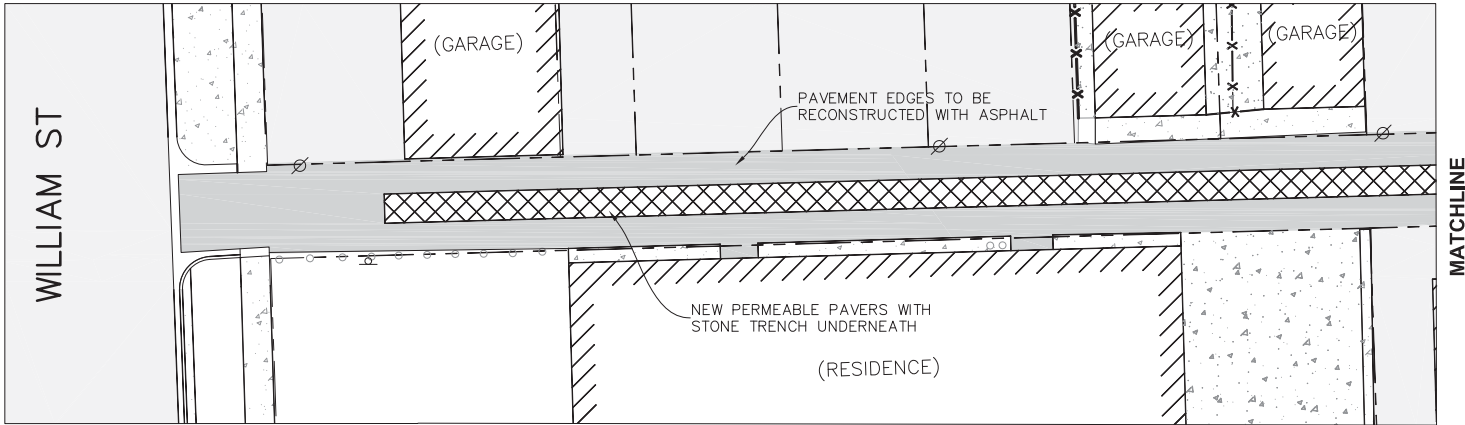 WILLIAM ST
(GARAGE)
(GARAGE)
(GARAGE)
PAVEMENT EDGES TO BE
RECONSTRUCTED WITH ASPHALT
NEW PERMEABLE PAVERS WITH
STONE TRENCH UNDERNEATH
(RESIDENCE)
MATCHLINE